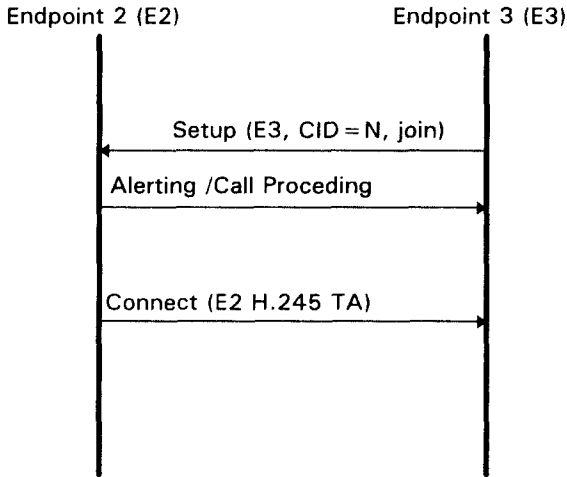 Endpoint 2 (E2)
Endpoint 3 (E3)
Setup (E3, CID = N, join)
Alerting /Call Proceding
Connect (E2 H.245 TA)